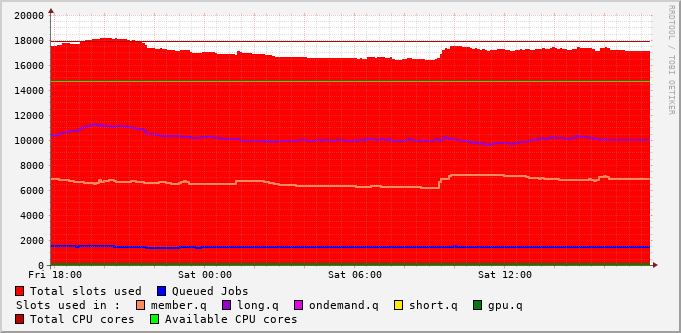 20000
18000
16000
14000
12000
10000
8000
6000
4000
2000
0
Fri 18:00 Sat 00:00 Sat 06:00 Sat 12:00
RRDTOOL / TOBI OETIKER
Total slots used Queued Jobs
Slots used in : member.q long.q ondemand.q short.q gpu.q
Total CPU cores Available CPU cores